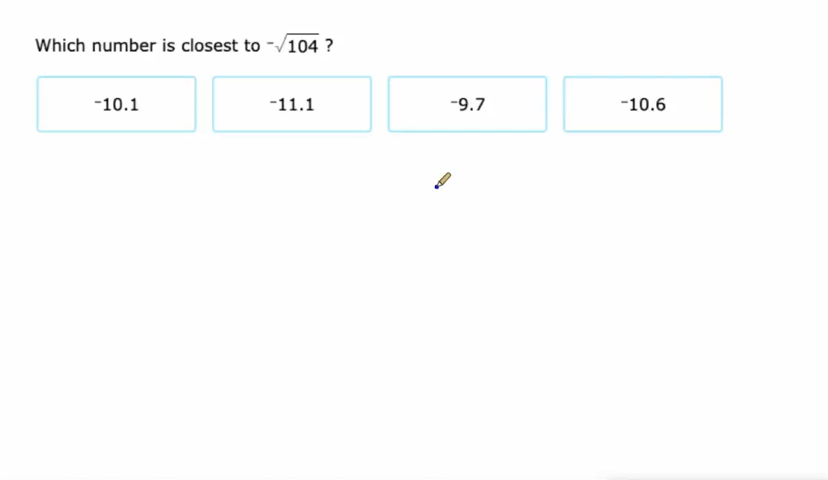 Which number is closest to ⁻√104 ?
⁻10.1 ⁻11.1 ⁻9.7 ⁻10.6